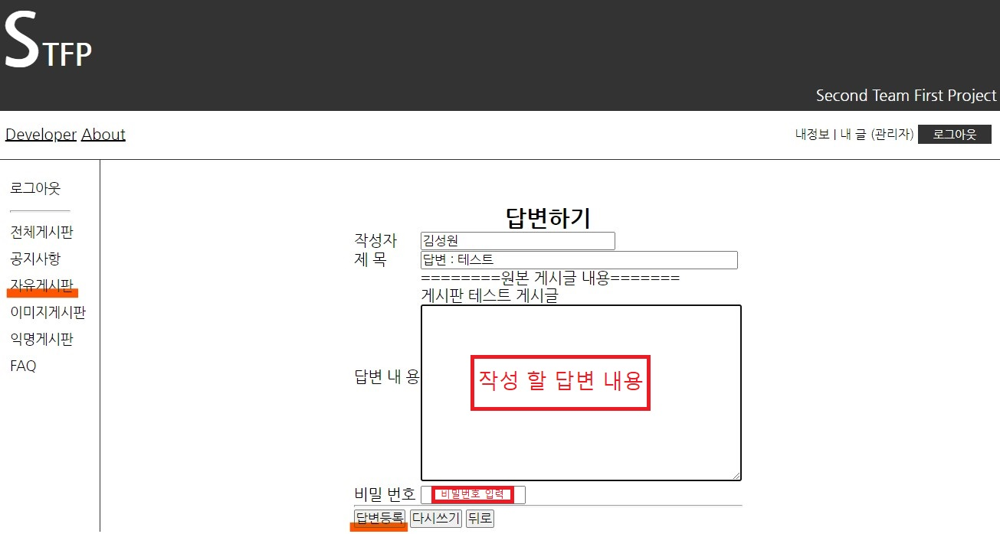 STFP
Second Team First Project
Developer About
내정보 | 내 글 (관리자) 로그아웃
로그아웃
전체게시판
공지사항
자유게시판
이미지게시판
익명게시판
FAQ
답변하기
작성자 김성원
제 목 답변 : 테스트
========원본 게시글 내용=======
게시판 테스트 게시글
답변 내 용 작성 할 답변 내용
비밀 번호 비밀번호 입력
답변등록 다시쓰기 뒤로